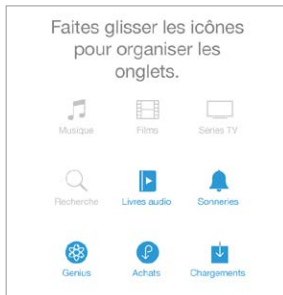 Faites glisser les icônes
pour organiser les
onglets.
Musique Films Séries TV
Recherche Livres audio Sonneries
Genius Achats Chargements